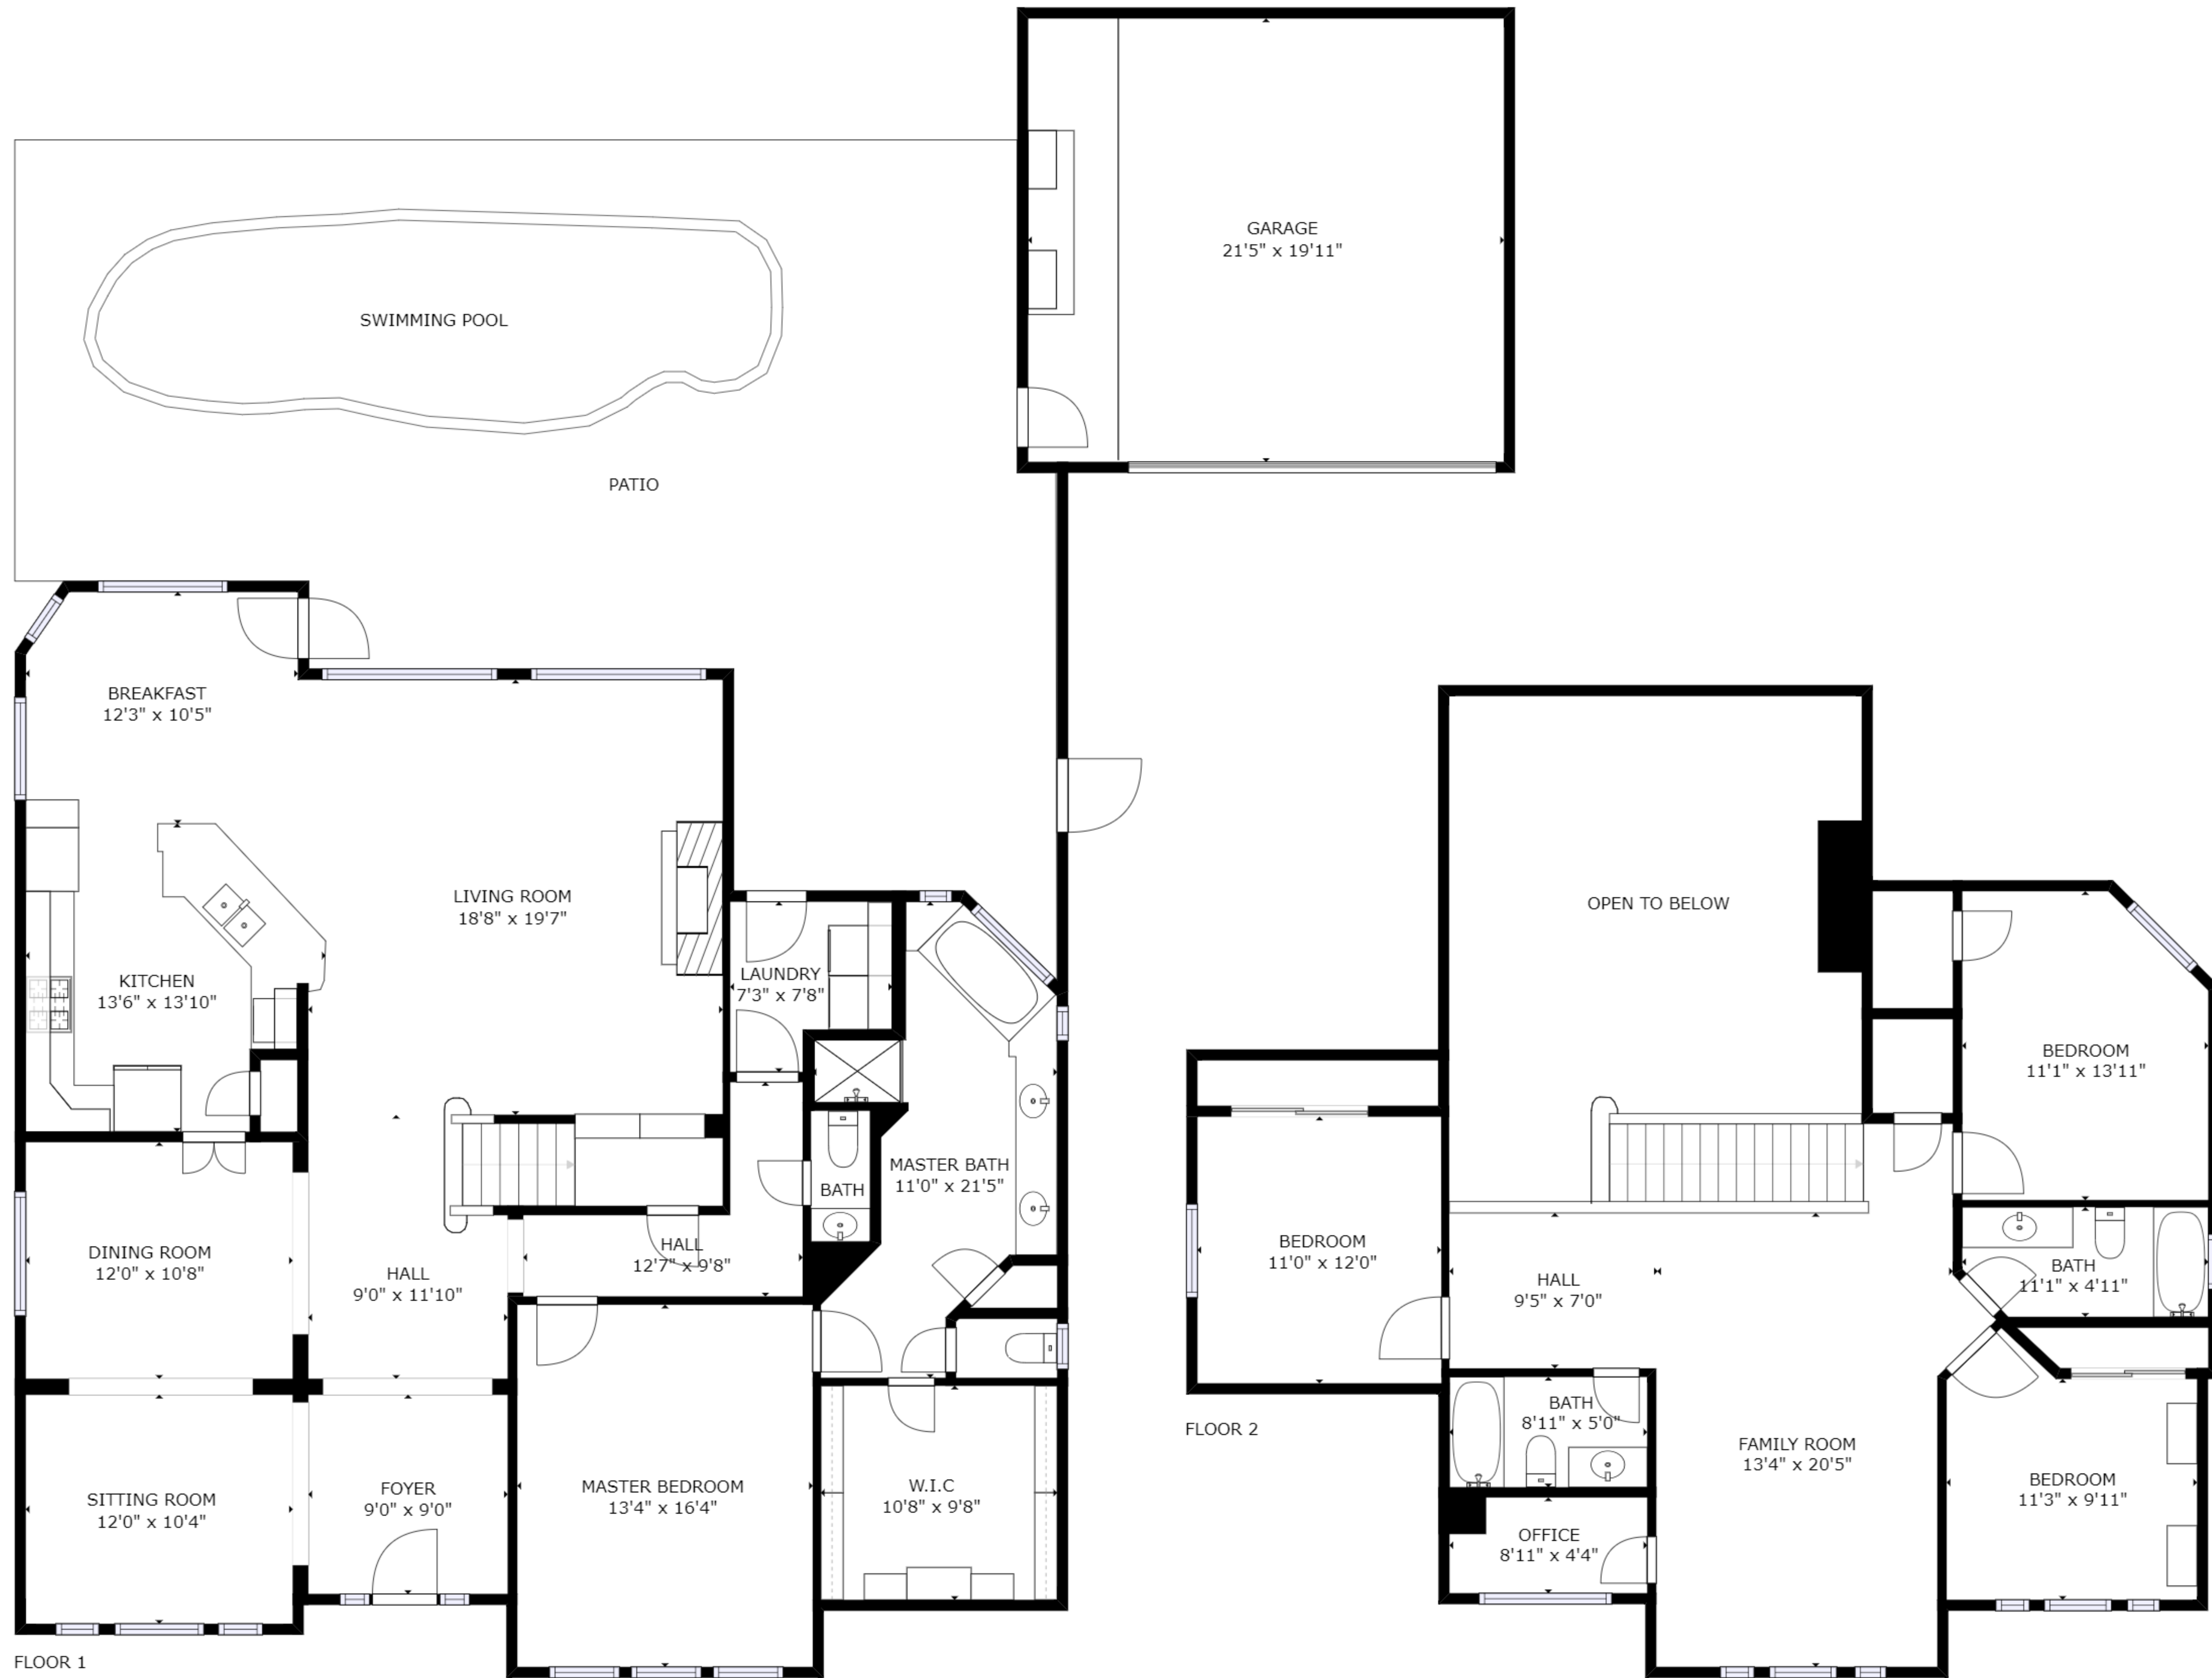 GARAGE
21'5" x 19'11"
SWIMMING POOL
PATIO
BREAKFAST
12'3" x 10'5"
LIVING ROOM
18'8" x 19'7"
KITCHEN
13'6" x 13'10"
LAUNDRY
7'3" x 7'8"
MASTER BATH
11'0" x 21'5"
BATH
DINING ROOM
12'0" x 10'8"
HALL
9'0" x 11'10"
HALL
12'7" x 9'8"
SITTING ROOM
12'0" x 10'4"
FOYER
9'0" x 9'0"
MASTER BEDROOM
13'4" x 16'4"
W.I.C
10'8" x 9'8"
FLOOR 1
OPEN TO BELOW
BEDROOM
11'1" x 13'11"
BEDROOM
11'0" x 12'0"
HALL
9'5" x 7'0"
BATH
11'1" x 4'11"
BATH
8'11" x 5'0"
FAMILY ROOM
13'4" x 20'5"
BEDROOM
11'3" x 9'11"
OFFICE
8'11" x 4'4"
FLOOR 2